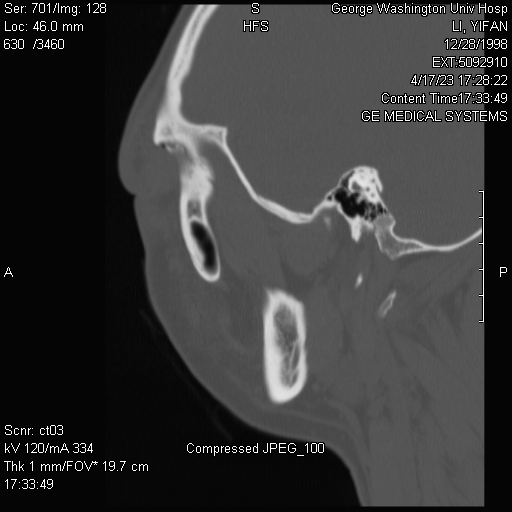 Ser: 701/Img: 128
Loc: 46.0 mm
630 /3460
S
HFS
George Washington Univ Hosp
LI, YIFAN
12/28/1998
EXT:5092910
4/17/23 17:28:22
Content Time17:33:49
GE MEDICAL SYSTEMS
A
P
Scnr: ct03
kV 120/mA 334
Thk 1 mm/FOV* 19.7 cm
17:33:49
Compressed JPEG_100